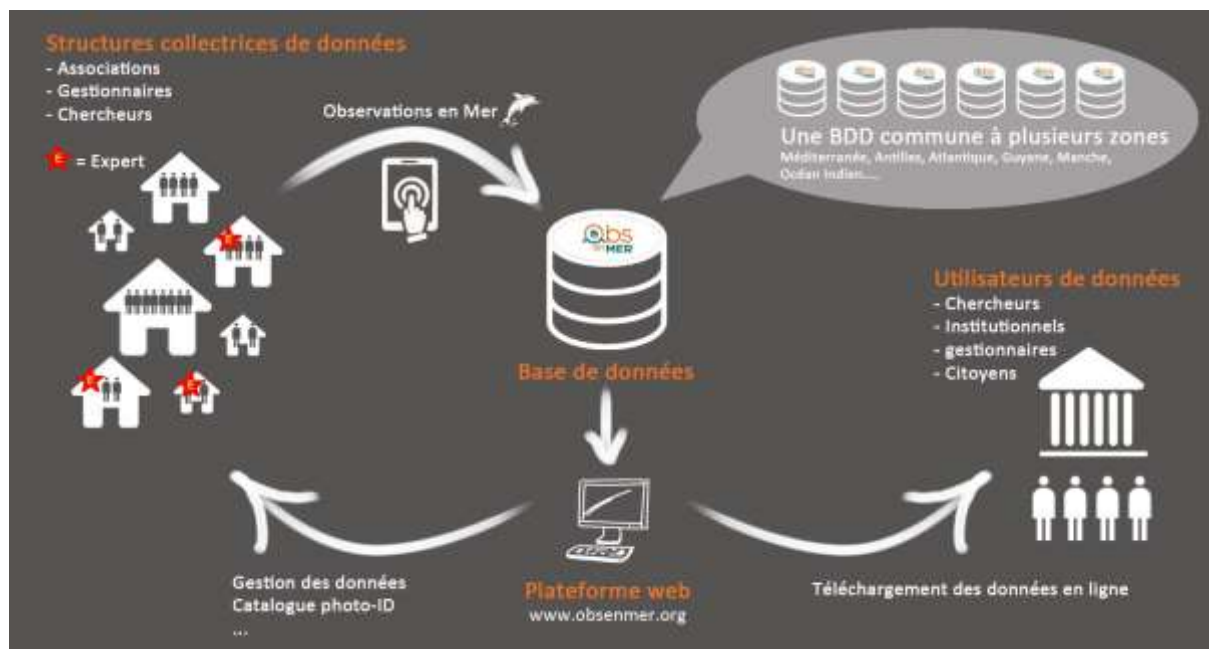 Structures collectrices de données
- Associations
- Gestionnaires
- Chercheurs
E = Expert
Observations en Mer
Une BDD commune à plusieurs zones
Méditerranée, Antilles, Atlantique, Guyane, Manche,
Océan Indien....
Obs
en MER
Base de données
Utilisateurs de données
- Chercheurs
- Institutionnels
- gestionnaires
- Citoyens
E
E
E
Gestion des données
Catalogue photo-ID
...
Plateforme web
www.obsenmer.org
Téléchargement des données en ligne